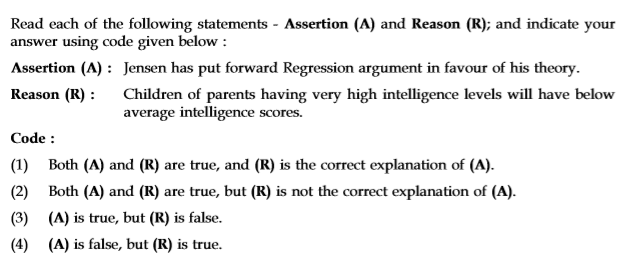 Read each of the following statements - Assertion (A) and Reason (R); and indicate your
answer using code given below :
Assertion (A) : Jensen has put forward Regression argument in favour of his theory.
Reason (R) : Children of parents having very high intelligence levels will have below
average intelligence scores.
Code :
(1) Both (A) and (R) are true, and (R) is the correct explanation of (A).
(2) Both (A) and (R) are true, but (R) is not the correct explanation of (A).
(3) (A) is true, but (R) is false.
(4) (A) is false, but (R) is true.